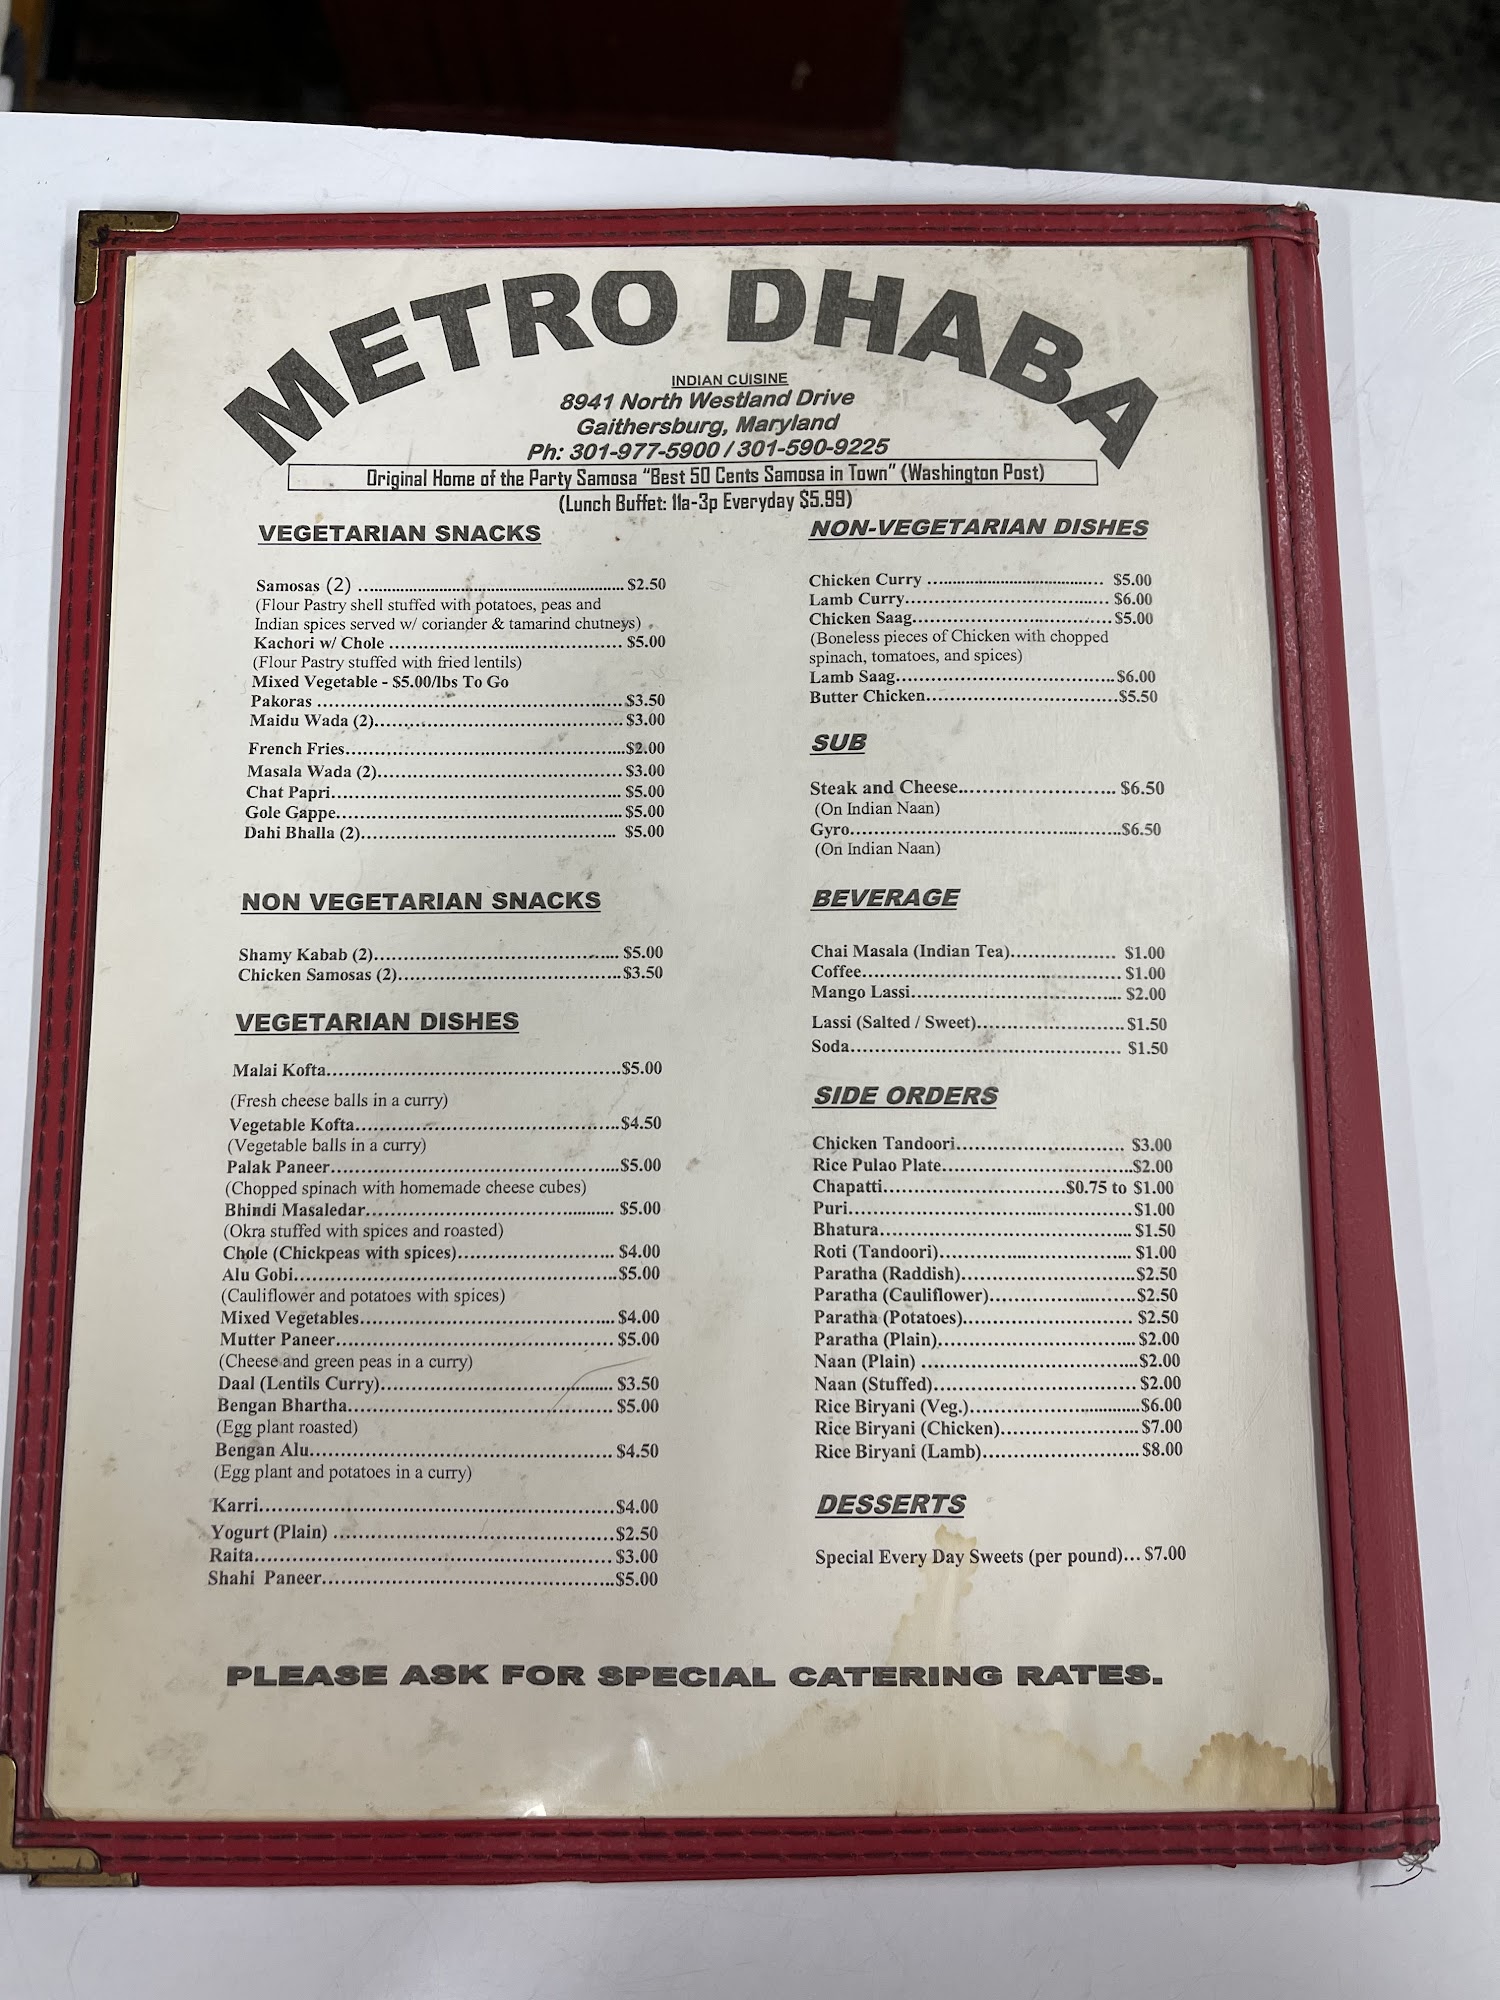 METRO DHABA
INDIAN CUISINE
8941 North Westland Drive
Gaithersburg, Maryland
Ph: 301-977-5900 / 301-590-9225
Original Home of the Party Samosa "Best 50 Cents Samosa in Town" (Washington Post)
(Lunch Buffet: 11a-3p Everyday $5.99)
VEGETARIAN SNACKS
Samosas (2) ........ $2.50
(Flour Pastry shell stuffed with potatoes, peas and
Indian spices served w/ coriander & tamarind chutneys)
Kachori w/ Chole ........ $5.00
(Flour Pastry stuffed with fried lentils)
Mixed Vegetable - $5.00/lbs To Go
Pakoras ........ $3.50
Maidu Wada (2) ........ $3.00
French Fries ........ $2.00
Masala Wada (2) ........ $3.00
Chat Papri ........ $5.00
Gole Gappe ........ $5.00
Dahi Bhalla (2) ........ $5.00
NON VEGETARIAN SNACKS
Shamy Kabab (2) ........ $5.00
Chicken Samosas (2) ........ $3.50
VEGETARIAN DISHES
Malai Kofta ........ $5.00
(Fresh cheese balls in a curry)
Vegetable Kofta ........ $4.50
(Vegetable balls in a curry)
Palak Paneer ........ $5.00
(Chopped spinach with homemade cheese cubes)
Bhindi Masaledar ........ $5.00
(Okra stuffed with spices and roasted)
Chole (Chickpeas with spices) ........ $4.00
Alu Gobi ........ $5.00
(Cauliflower and potatoes with spices)
Mixed Vegetables ........ $4.00
Mutter Paneer ........ $5.00
(Cheese and green peas in a curry)
Daal (Lentils Curry) ........ $3.50
Bengan Bhartha ........ $5.00
(Egg plant roasted)
Bengan Alu ........ $4.50
(Egg plant and potatoes in a curry)
Karri ........ $4.00
Yogurt (Plain) ........ $2.50
Raita ........ $3.00
Shahi Paneer ........ $5.00
NON-VEGETARIAN DISHES
Chicken Curry ........ $5.00
Lamb Curry ........ $6.00
Chicken Saag ........ $5.00
(Boneless pieces of Chicken with chopped
spinach, tomatoes, and spices)
Lamb Saag ........ $6.00
Butter Chicken ........ $5.50
SUB
Steak and Cheese ........ $6.50
(On Indian Naan)
Gyro ........ $6.50
(On Indian Naan)
BEVERAGE
Chai Masala (Indian Tea) ........ $1.00
Coffee ........ $1.00
Mango Lassi ........ $2.00
Lassi (Salted / Sweet) ........ $1.50
Soda ........ $1.50
SIDE ORDERS
Chicken Tandoori ........ $3.00
Rice Pulao Plate ........ $2.00
Chapatti ........ $0.75 to $1.00
Puri ........ $1.00
Bhatura ........ $1.50
Roti (Tandoori) ........ $1.00
Paratha (Raddish) ........ $2.50
Paratha (Cauliflower) ........ $2.50
Paratha (Potatoes) ........ $2.50
Paratha (Plain) ........ $2.00
Naan (Plain) ........ $2.00
Naan (Stuffed) ........ $2.00
Rice Biryani (Veg.) ........ $6.00
Rice Biryani (Chicken) ........ $7.00
Rice Biryani (Lamb) ........ $8.00
DESSERTS
Special Every Day Sweets (per pound)... $7.00
PLEASE ASK FOR SPECIAL CATERING RATES.